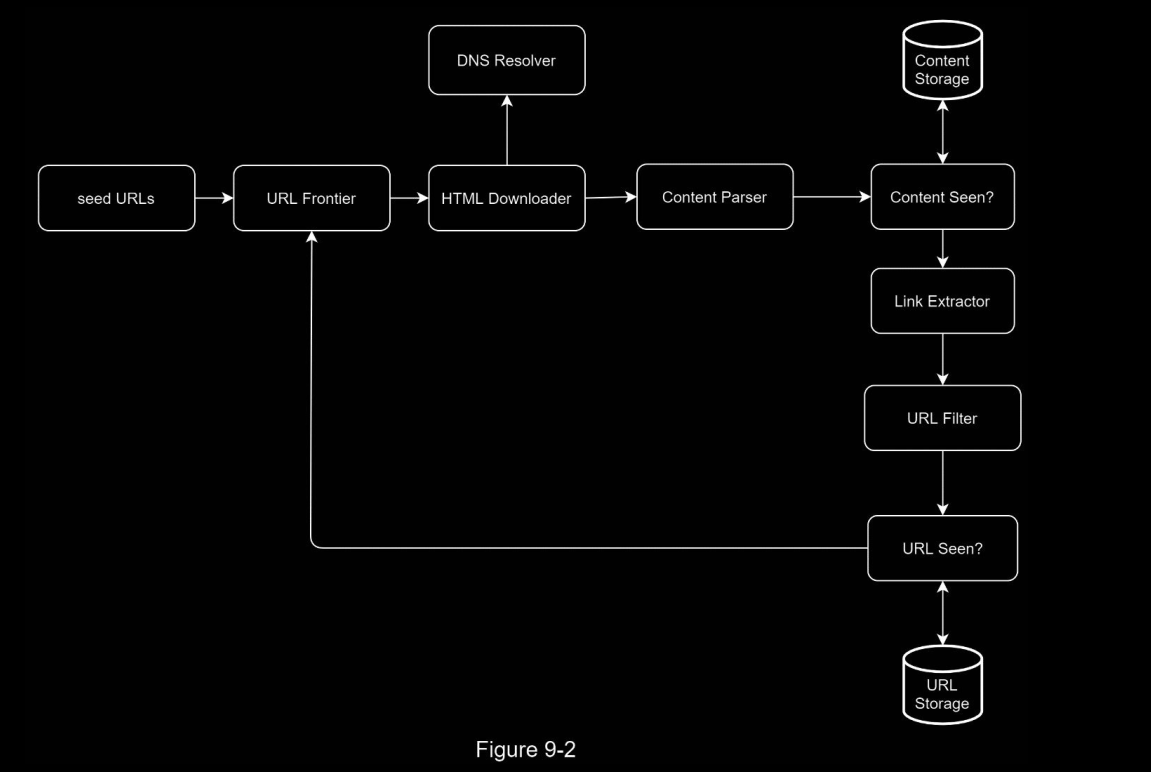 DNS Resolver
Content
Storage
seed URLs
URL Frontier
HTML Downloader
Content Parser
Content Seen?
Link Extractor
URL Filter
URL Seen?
URL
Storage
Figure 9-2